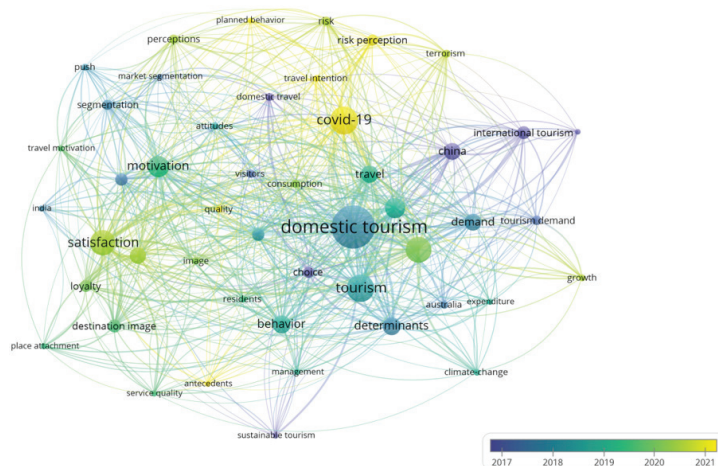 planned behavior
risk
perceptions
risk perception
terrorism
push
market segmentation
travel intention
domestic travel
segmentation
covid-19
attitudes
international tourism
travel motivation
china
motivation
visitors
travel
consumption
india
quality
domestic tourism
demand
tourism demand
satisfaction
image
choice
growth
loyalty
tourism
residents
australia
expenditure
destination image
behavior
determinants
place attachment
management
climate change
antecedents
service quality
sustainable tourism
2017 2018 2019 2020 2021